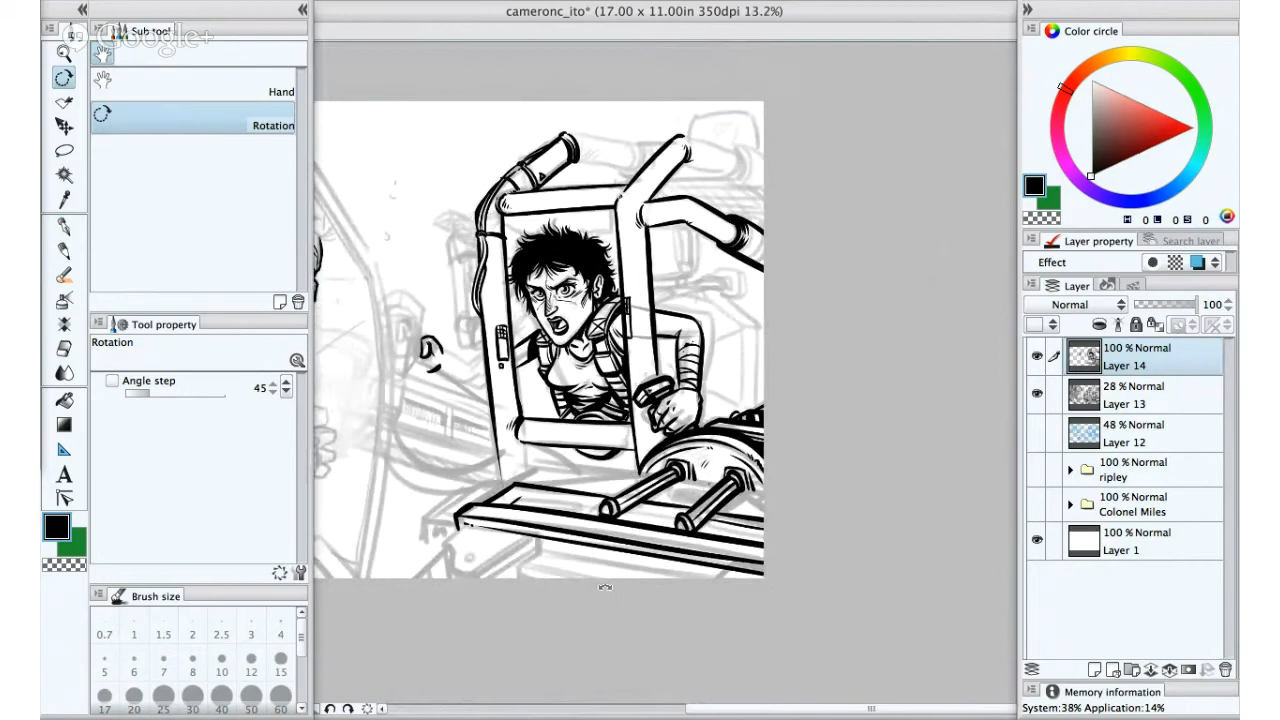 cameronc_ito* (17.00 x 11.00in 350dpi 13.2%)
Google+
Sub tool
Hand
Rotation
Tool property
Rotation
Angle step
45
Brush size
0.7 1 1.5 2 2.5 3 4
5 6 7 8 10 12 15
17 20 25 30 40 50 60
Color circle
H 0 L 0 S 0
Layer property
Search layer
Effect
Layer
Normal
100
100 % Normal
Layer 14
28 % Normal
Layer 13
48 % Normal
Layer 12
100 % Normal
ripley
100 % Normal
Colonel Miles
100 % Normal
Layer 1
Memory information
System:38% Application:14%